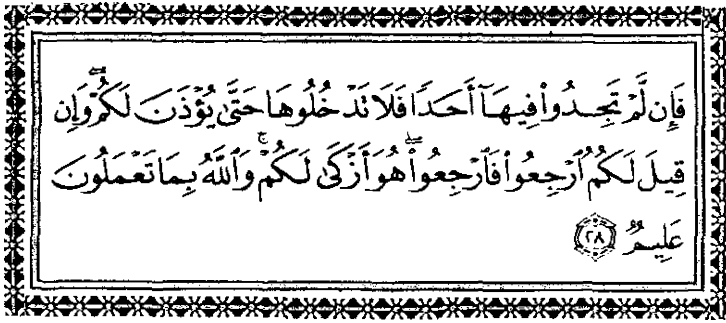 فَإِن لَّمْ تَجِدُوا۟ فِيهَآ أَحَدًا فَلَا تَدْخُلُوهَا حَتَّىٰ يُؤْذَنَ لَكُمْ ۖ وَإِن
قِيلَ لَكُمُ ٱرْجِعُوا۟ فَٱرْجِعُوا۟ ۖ هُوَ أَزْكَىٰ لَكُمْ ۚ وَٱللَّهُ بِمَا تَعْمَلُونَ
عَلِيمٌ ٢٨